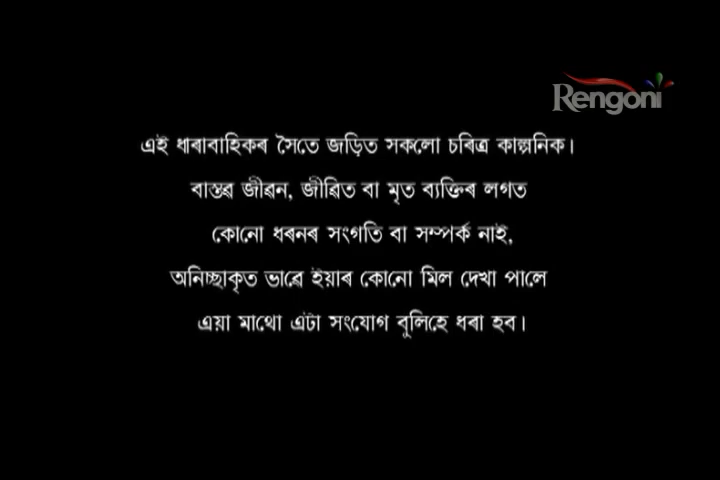 Rengoni
এই ধাৰাবাহিকৰ সৈতে জড়িত সকলো চৰিত্ৰ কাল্পনিক।
বাস্তৱ জীৱন, জীৱিত বা মৃত ব্যক্তিৰ লগত
কোনো ধৰনৰ সংগতি বা সম্পৰ্ক নাই,
অনিচ্ছাকৃত ভাৱে ইয়াৰ কোনো মিল দেখা পালে
এয়া মাথো এটা সংযোগ বুলিহে ধৰা হব।